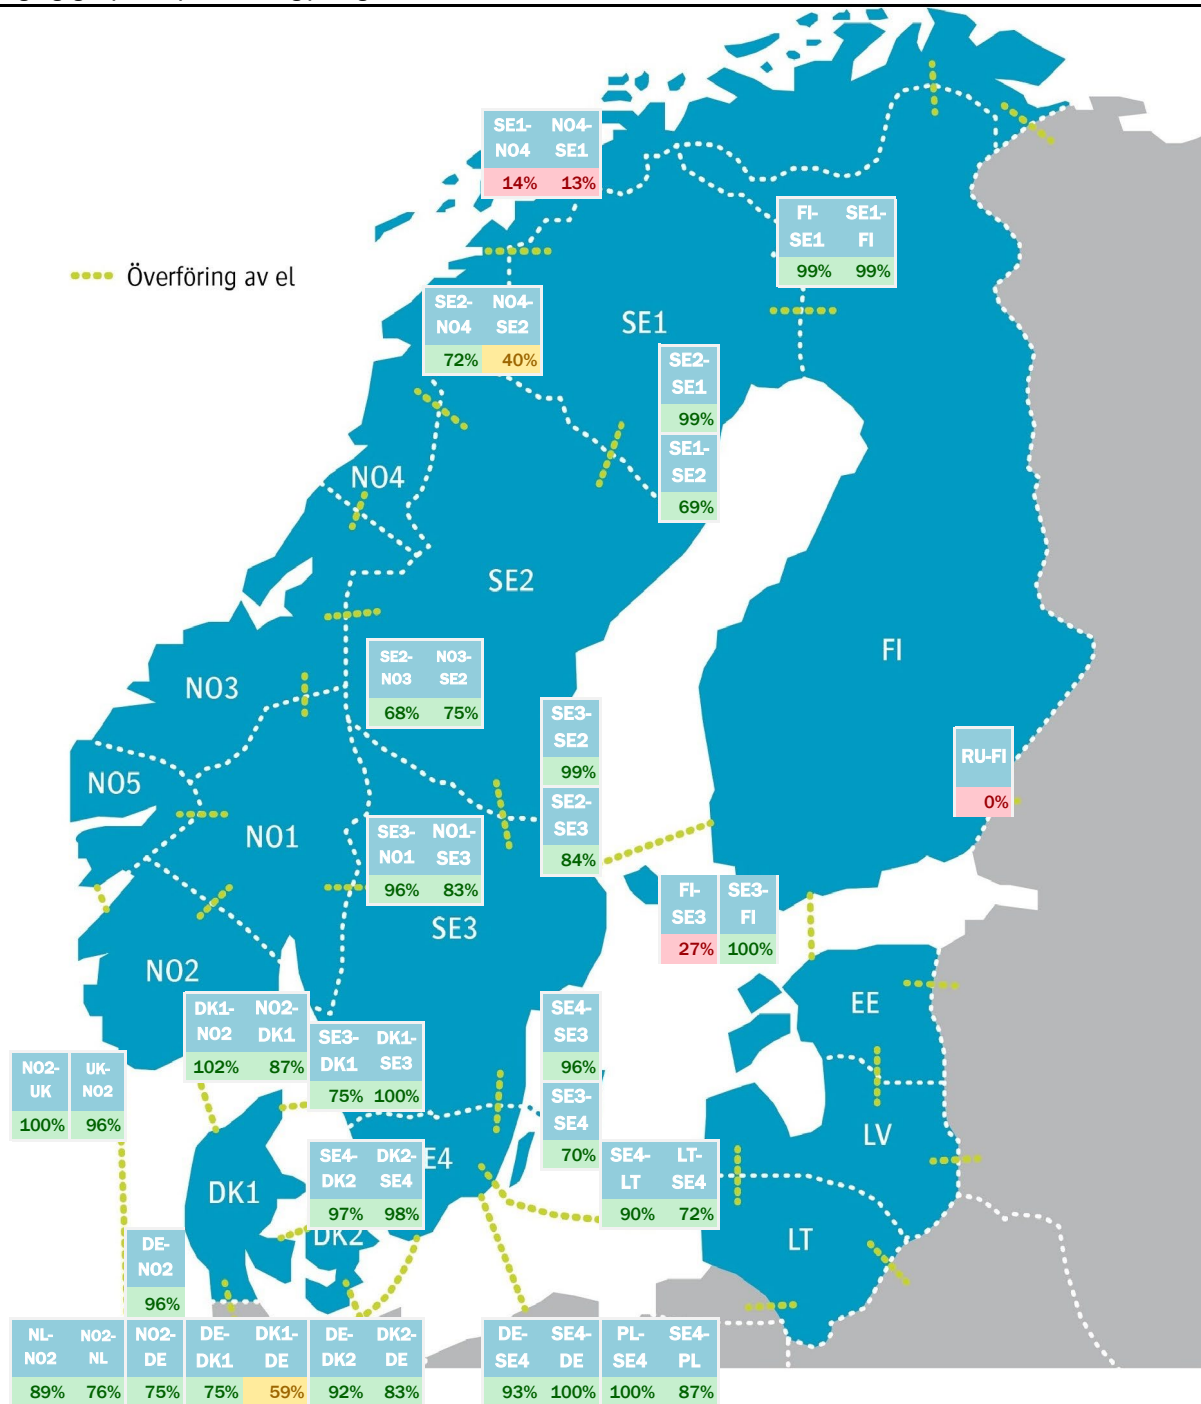 SE1- NO4-
NO4 SE1
14% 13%
FI- SE1-
SE1 FI
99% 99%
Överföring av el
SE2- NO4-
NO4 SE2
72% 40%
SE1
SE2-
SE1
99%
SE1-
SE2
69%
NO4
SE2
FI
SE2- NO3-
NO3 SE2
68% 75%
NO3
SE3-
SE2
99%
SE2-
SE3
84%
RU-FI
0%
NO5
NO1
SE3- NO1-
NO1 SE3
96% 83%
SE3
FI- SE3-
SE3 FI
27% 100%
NO2
EE
DK1- NO2-
NO2 DK1
102% 87%
SE3- DK1-
DK1 SE3
75% 100%
SE4-
SE3
96%
SE3-
SE4
70%
NO2- UK-
UK NO2
100% 96%
LV
SE4- DK2-
DK2 SE4
97% 98%
E4
SE4- LT-
LT SE4
90% 72%
DK1
DK2
LT
DE-
NO2
96%
NL- NO2- NO2- DE- DK1- DE- DK2-
NO2 NL DE DK1 DE DK2 DE
89% 76% 75% 75% 59% 92% 83%
DE- SE4- PL- SE4-
SE4 DE SE4 PL
93% 100% 100% 87%